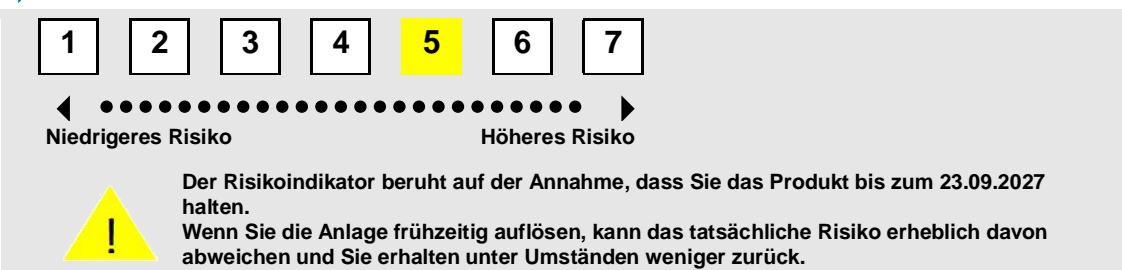 1 2 3 4 5 6 7
Niedrigeres Risiko Höheres Risiko
Der Risikoindikator beruht auf der Annahme, dass Sie das Produkt bis zum 23.09.2027
halten.
Wenn Sie die Anlage frühzeitig auflösen, kann das tatsächliche Risiko erheblich davon
! abweichen und Sie erhalten unter Umständen weniger zurück.